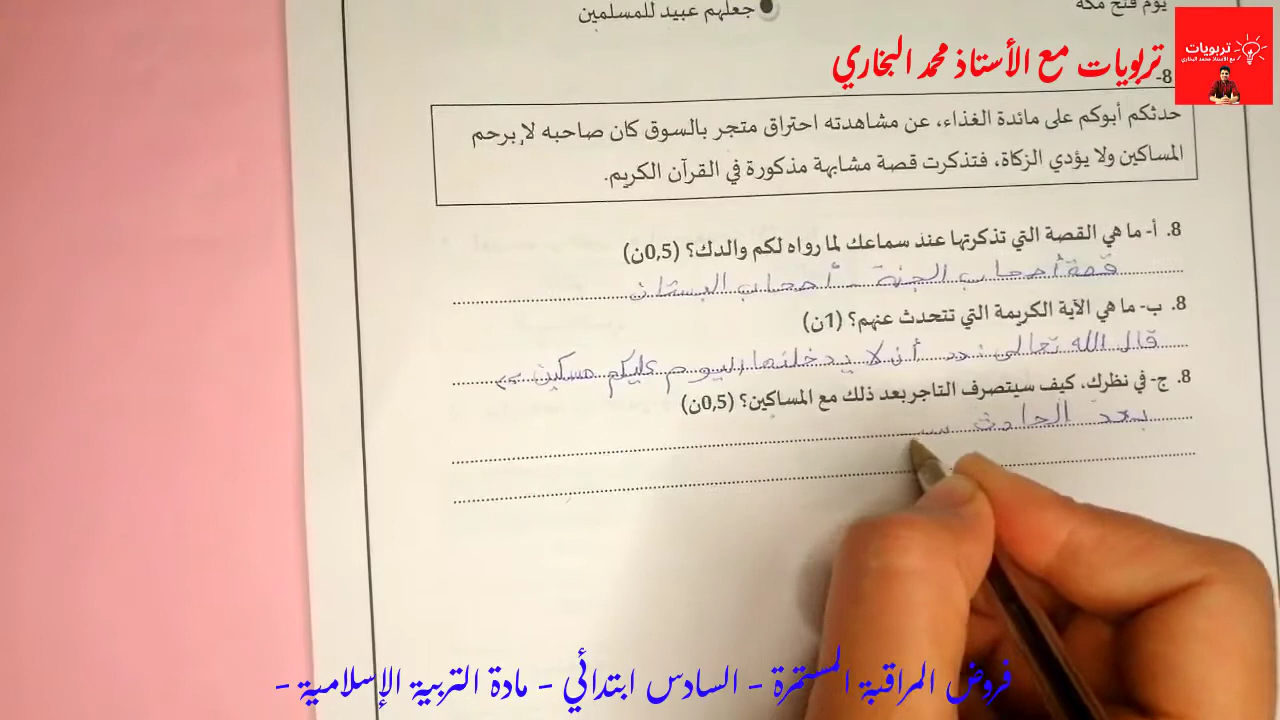 يوم فتح مكة
جعلهم عبيد للمسلمين
تربويات
مع الأستاذ محمد البخاري
تربويات مع الأستاذ محمد البخاري
8-
حدثكم أبوكم على مائدة الغذاء، عن مشاهدته احتراق متجر بالسوق كان صاحبه لا يرحم
المساكين ولا يؤدي الزكاة، فتذكرت قصة مشابهة مذكورة في القرآن الكريم.
8. أ- ما هي القصة التي تذكرتها عند سماعك لما رواه لكم والدك؟ (0,5ن)
قصة أصحاب الجنة - أصحاب البستان
8. ب- ما هي الآية الكريمة التي تتحدث عنهم؟ (1ن)
قال الله تعالى : << أن لا يدخلنها اليوم عليكم مسكين >>
8. ج- في نظرك، كيف سيتصرف التاجر بعد ذلك مع المساكين؟ (0,5ن)
بعد الحادث سيـ
فروض المراقبة المستمرة - السادس ابتدائي - مادة التربية الإسلامية -